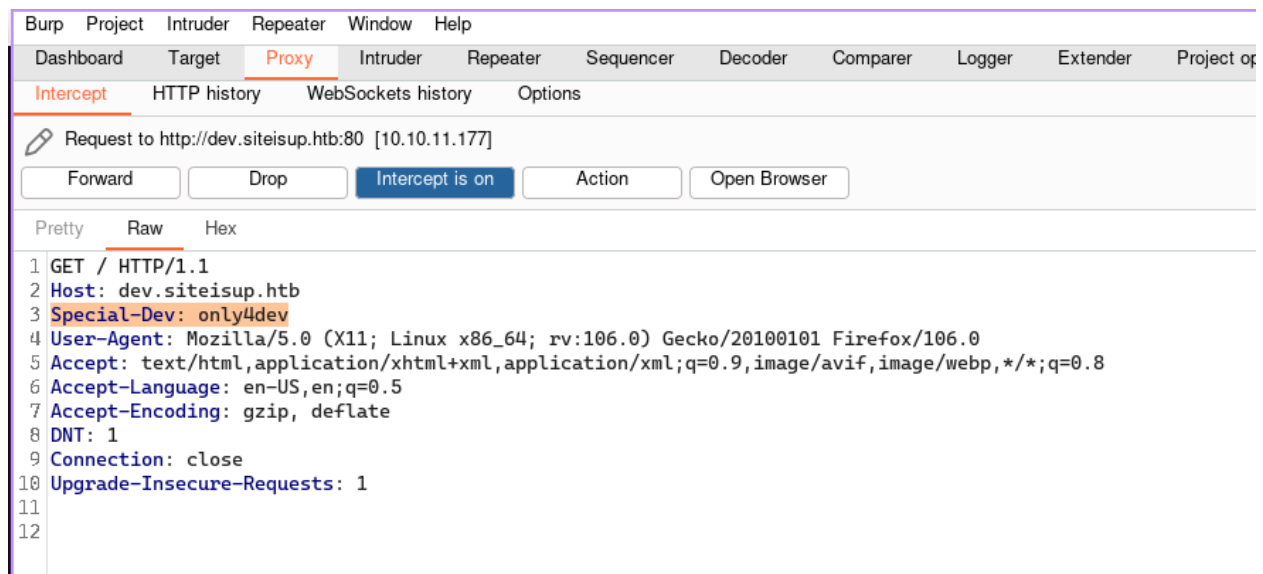 Burp Project Intruder Repeater Window Help
Dashboard Target Proxy Intruder Repeater Sequencer Decoder Comparer Logger Extender Project op
Intercept HTTP history WebSockets history Options
Request to http://dev.siteisup.htb:80 [10.10.11.177]
Forward Drop Intercept is on Action Open Browser
Pretty Raw Hex
1 GET / HTTP/1.1
2 Host: dev.siteisup.htb
3 Special-Dev: only4dev
4 User-Agent: Mozilla/5.0 (X11; Linux x86_64; rv:106.0) Gecko/20100101 Firefox/106.0
5 Accept: text/html,application/xhtml+xml,application/xml;q=0.9,image/avif,image/webp,*/*;q=0.8
6 Accept-Language: en-US,en;q=0.5
7 Accept-Encoding: gzip, deflate
8 DNT: 1
9 Connection: close
10 Upgrade-Insecure-Requests: 1
11
12